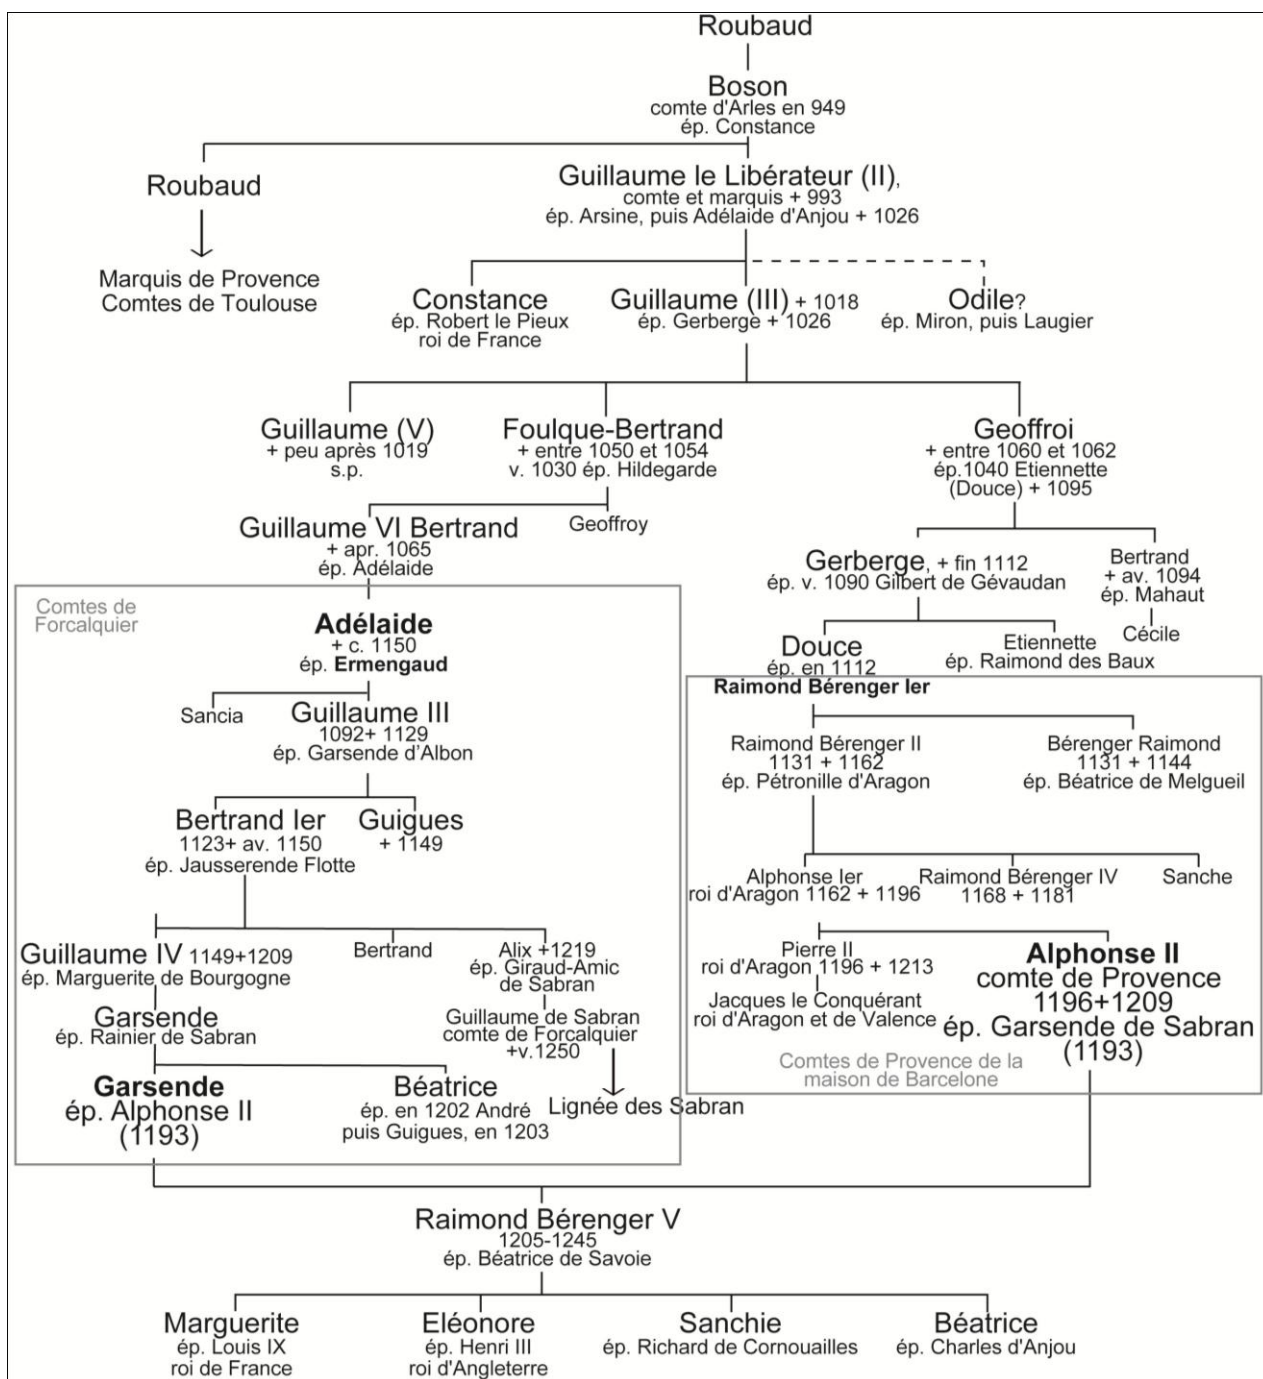 Roubaud
Boson
comte d'Arles en 949
ép. Constance
Roubaud
Marquis de Provence
Comtes de Toulouse
Guillaume le Libérateur (II),
comte et marquis + 993
ép. Arsine, puis Adélaide d'Anjou + 1026
Constance
ép. Robert le Pieux
roi de France
Guillaume (III) + 1018
ép. Gerberge + 1026
Odile?
ép. Miron, puis Laugier
Guillaume (V)
+ peu après 1019
s.p.
Foulque-Bertrand
+ entre 1050 et 1054
v. 1030 ép. Hildegarde
Geoffroi
+ entre 1060 et 1062
ép.1040 Etiennette
(Douce) + 1095
Guillaume VI Bertrand
+ apr. 1065
ép. Adélaide
Geoffroy
Gerberge, + fin 1112
ép. v. 1090 Gilbert de Gévaudan
Bertrand
+ av. 1094
ép. Mahaut
Cécile
Douce
ép. en 1112
Raimond Bérenger Ier
Etiennette
ép. Raimond des Baux
Comtes de
Forcalquier
Adélaide
+ c. 1150
ép. Ermengaud
Sancia
Guillaume III
1092+ 1129
ép. Garsende d'Albon
Bertrand Ier
1123+ av. 1150
ép. Jausserende Flotte
Guigues
+ 1149
Guillaume IV 1149+1209
ép. Marguerite de Bourgogne
Bertrand
Alix +1219
ép. Giraud-Amic
de Sabran
Garsende
ép. Rainier de Sabran
Guillaume de Sabran
comte de Forcalquier
+v.1250
Lignée des Sabran
Garsende
ép. Alphonse II
(1193)
Béatrice
ép. en 1202 André
puis Guigues, en 1203
Raimond Bérenger II
1131 + 1162
ép. Pétronille d'Aragon
Bérenger Raimond
1131 + 1144
ép. Béatrice de Melgueil
Alphonse Ier
roi d'Aragon 1162 + 1196
Raimond Bérenger IV
1168 + 1181
Sanche
Pierre II
roi d'Aragon 1196 + 1213
Jacques le Conquérant
roi d'Aragon et de Valence
Alphonse II
comte de Provence
1196+1209
ép. Garsende de Sabran
(1193)
Comtes de Provence de la
maison de Barcelone
Raimond Bérenger V
1205-1245
ép. Béatrice de Savoie
Marguerite
ép. Louis IX
roi de France
Eléonore
ép. Henri III
roi d'Angleterre
Sanchie
ép. Richard de Cornouailles
Béatrice
ép. Charles d'Anjou